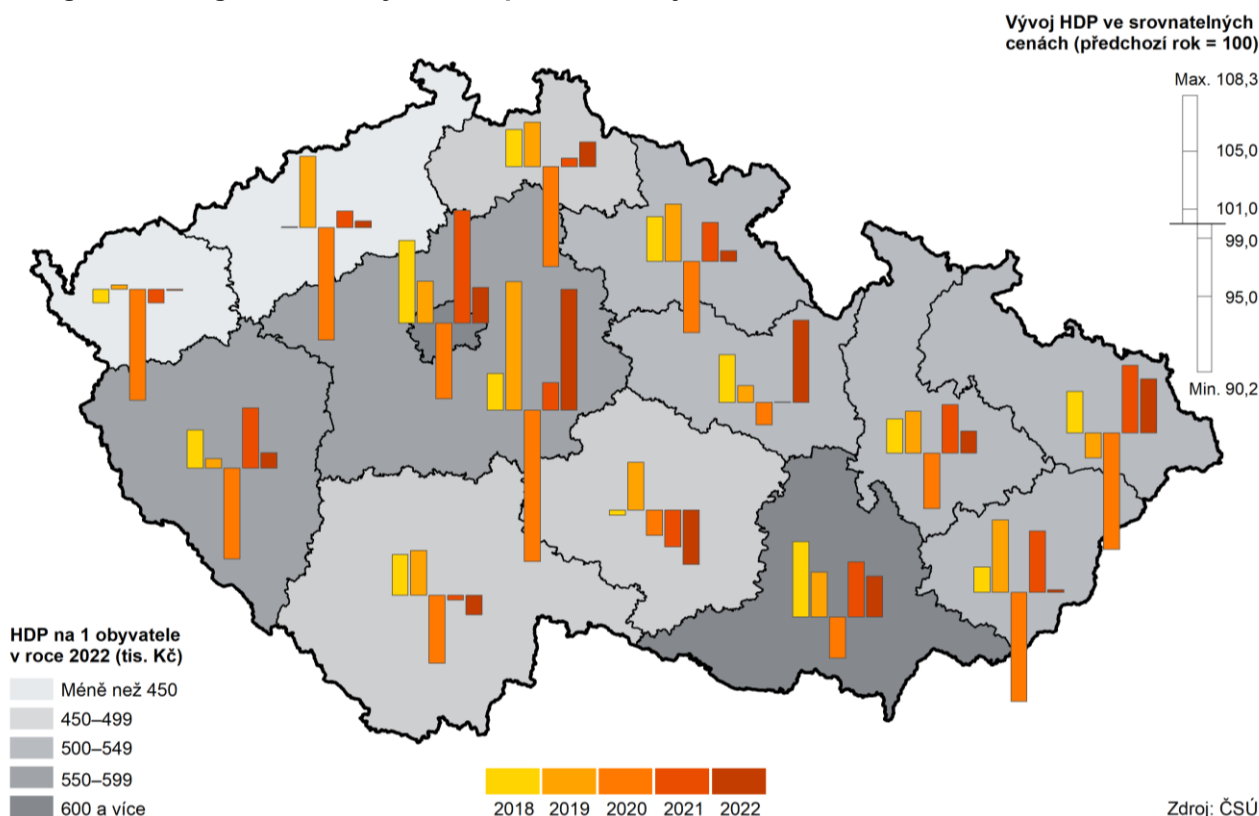 Vývoj HDP ve srovnatelných
cenách (předchozí rok = 100)
Max. 108,3
105,0
101,0
99,0
95,0
Min. 90,2
HDP na 1 obyvatele
v roce 2022 (tis. Kč)
Méně než 450
450–499
500–549
550–599
600 a více
2018 2019 2020 2021 2022
Zdroj: ČSÚ